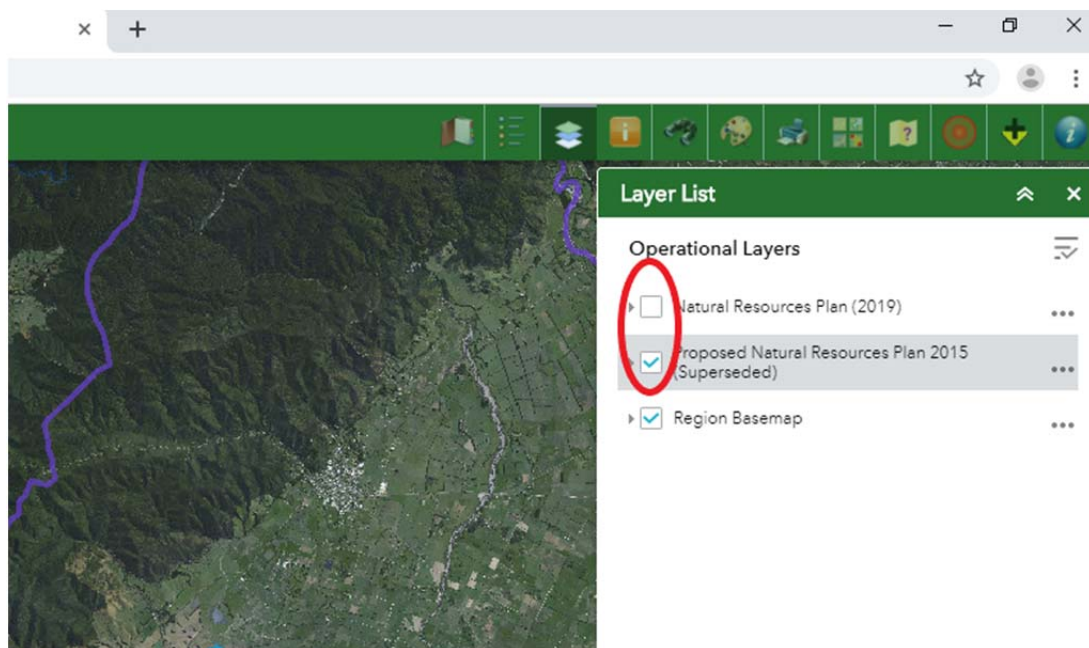 Layer List
Operational Layers
Natural Resources Plan (2019)
Proposed Natural Resources Plan 2015
(Superseded)
Region Basemap